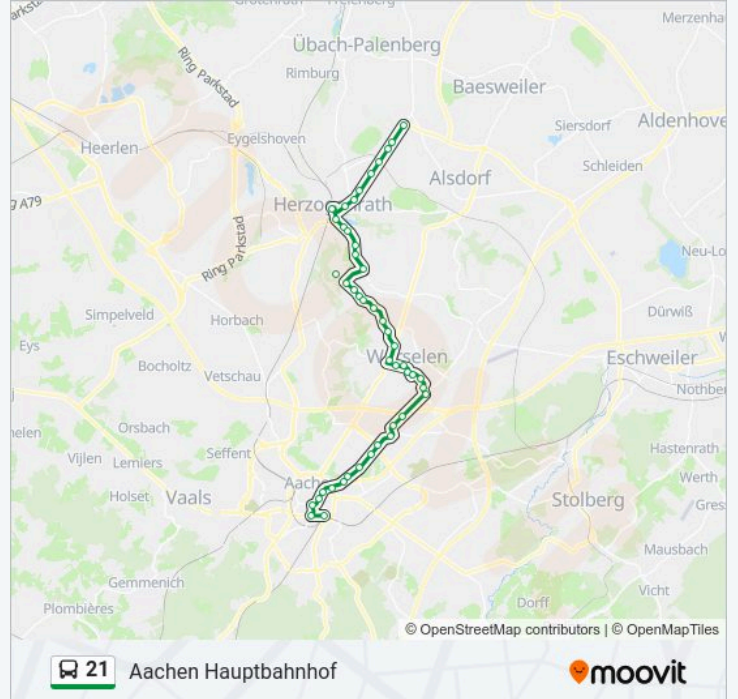 Merzenha
Übach-Palenberg
Ring Parkstad
Rimburg
Baesweiler
Siersdorf
Aldenhove
Eygelshoven
Heerlen
Schleiden
Alsdorf
Herzogenrath
g A79
Ring Parkstad
Neu-Lo
Simpelveld
Horbach
Dürwiß
Eys
Würselen
Eschweiler
Bocholtz
Vetschau
Nothber
Orsbach
elen
Seffent
Hastenrath
Vijlen
Lemiers
Aachen
Werth
Holset
Vaals
Stolberg
Gres
Mausbach
Gemmenich
Vicht
Plombières
Dorff
© OpenStreetMap contributors | © OpenMapTiles
21 Aachen Hauptbahnhof
moovit